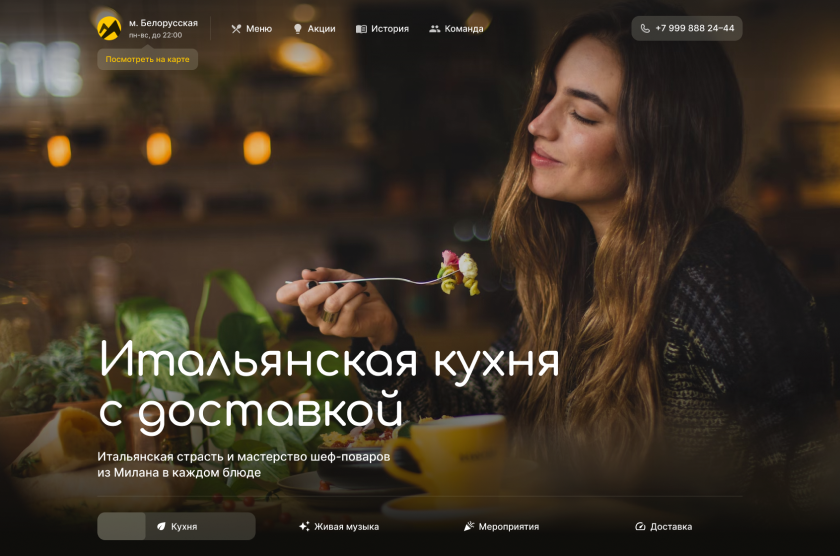 м. Белорусская
пн-вс, до 22:00
Меню
Акции
История
Команда
+7 999 888 24–44
Посмотреть на карте
Итальянская кухня
с доставкой
Итальянская страсть и мастерство шеф-поваров
из Милана в каждом блюде
Кухня
Живая музыка
Мероприятия
Доставка